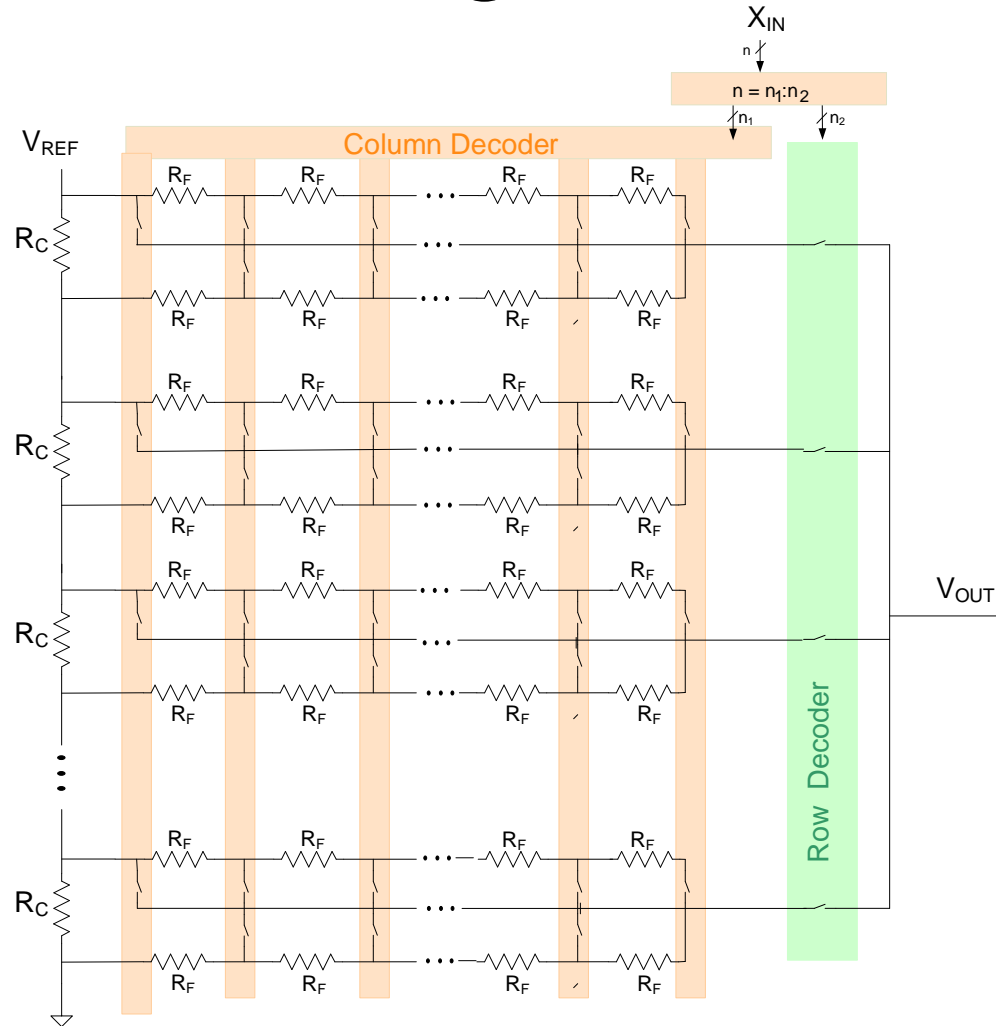 X_IN
n
n = n₁:n₂
n₁ n₂
V_REF
Column Decoder
R_F R_F R_F R_F
R_C
R_F R_F R_F R_F
R_F R_F R_F R_F
R_C
R_F R_F R_F R_F
R_F R_F R_F R_F
V_OUT
R_C
R_F R_F R_F R_F
Row Decoder
R_F R_F R_F R_F
R_C
R_F R_F R_F R_F